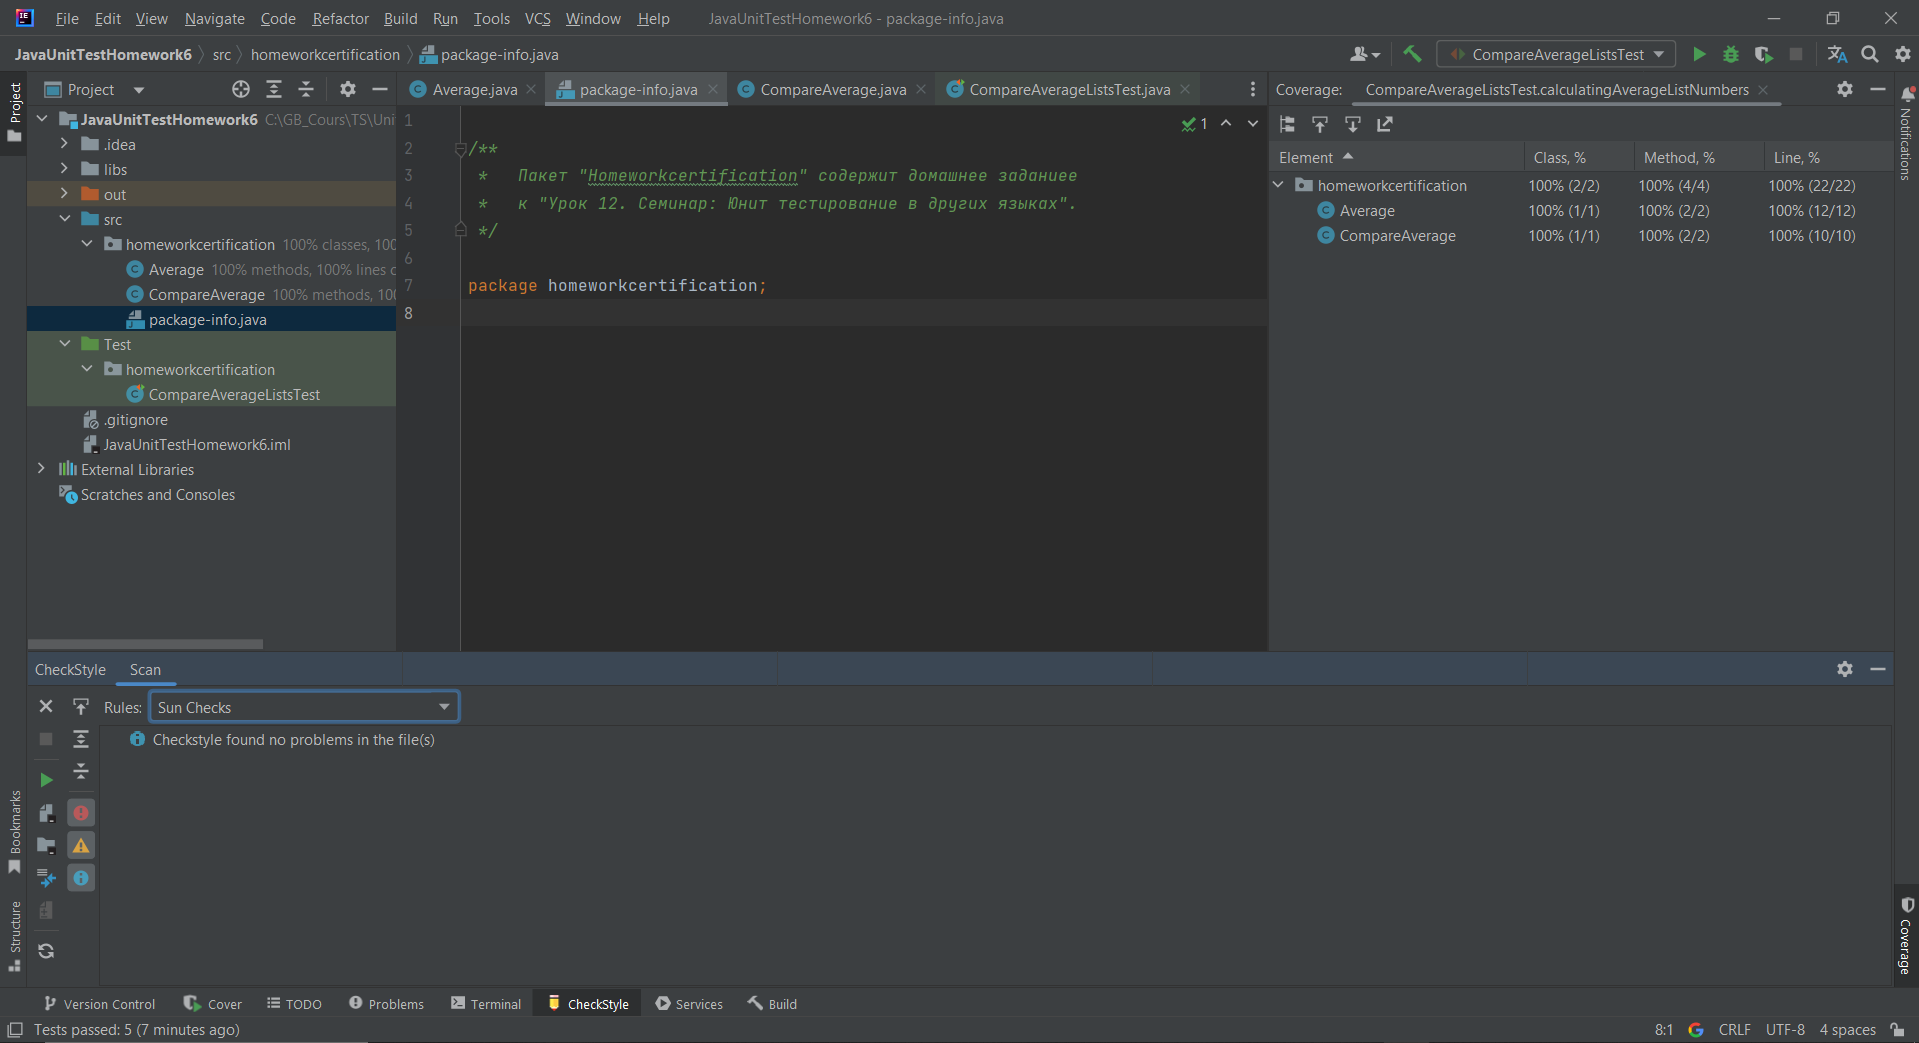 File Edit View Navigate Code Refactor Build Run Tools VCS Window Help JavaUnitTestHomework6 - package-info.java
JavaUnitTestHomework6 src homeworkcertification package-info.java CompareAverageListsTest
Project
Project
Average.java package-info.java CompareAverage.java CompareAverageListsTest.java
Coverage: CompareAverageListsTest.calculatingAverageListNumbers
Notifications
JavaUnitTestHomework6 C:\GB_Cours\TS\Uni
.idea
libs
out
src
homeworkcertification 100% classes, 100
Average 100% methods, 100% lines c
CompareAverage 100% methods, 100
package-info.java
Test
homeworkcertification
CompareAverageListsTest
.gitignore
JavaUnitTestHomework6.iml
External Libraries
Scratches and Consoles
1
1
2 /**
3 * Пакет "Homeworkcertification" содержит домашнее заданиее
4 * к "Урок 12. Семинар: Юнит тестирование в других языках".
5 */
6
7 package homeworkcertification;
8
Element Class, % Method, % Line, %
homeworkcertification 100% (2/2) 100% (4/4) 100% (22/22)
Average 100% (1/1) 100% (2/2) 100% (12/12)
CompareAverage 100% (1/1) 100% (2/2) 100% (10/10)
CheckStyle Scan
Rules: Sun Checks
Checkstyle found no problems in the file(s)
Bookmarks
Structure
Coverage
Version Control Cover TODO Problems Terminal CheckStyle Services Build
Tests passed: 5 (7 minutes ago) 8:1 CRLF UTF-8 4 spaces